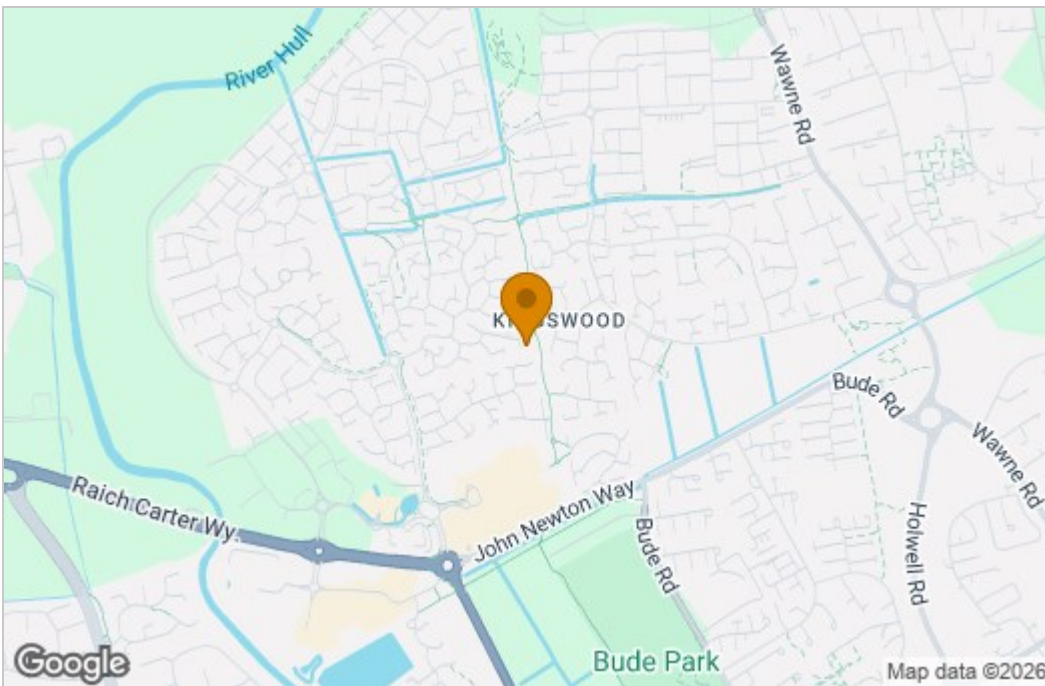 River Hull
Wawne Rd
KINGSWOOD
Bude Rd
Wawne Rd
Raich Carter Wy.
John Newton Way
Bude Rd
Holwell Rd
Bude Park
Google
Map data ©2026